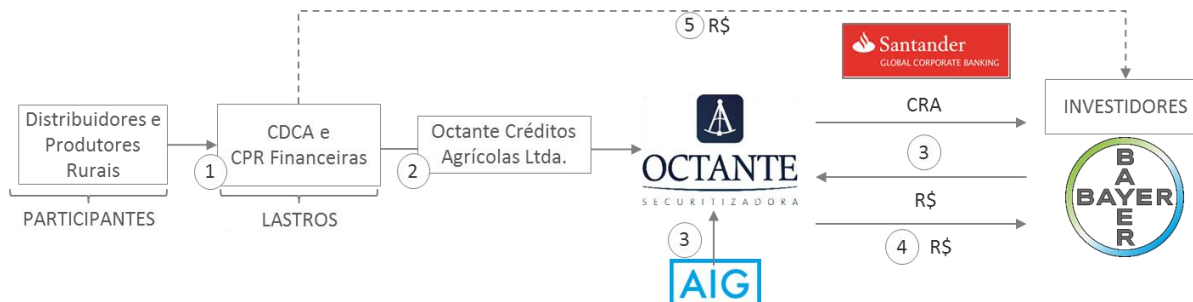 5 R$
Santander
GLOBAL CORPORATE BANKING
Distribuidores e
Produtores
Rurais
1
CDCA e
CPR Financeiras
2
Octante Créditos
Agrícolas Ltda.
OCTANTE
SECURITIZADORA
CRA
3
R$
4 R$
INVESTIDORES
BAYER
BAYER
PARTICIPANTES
LASTROS
3
AIG